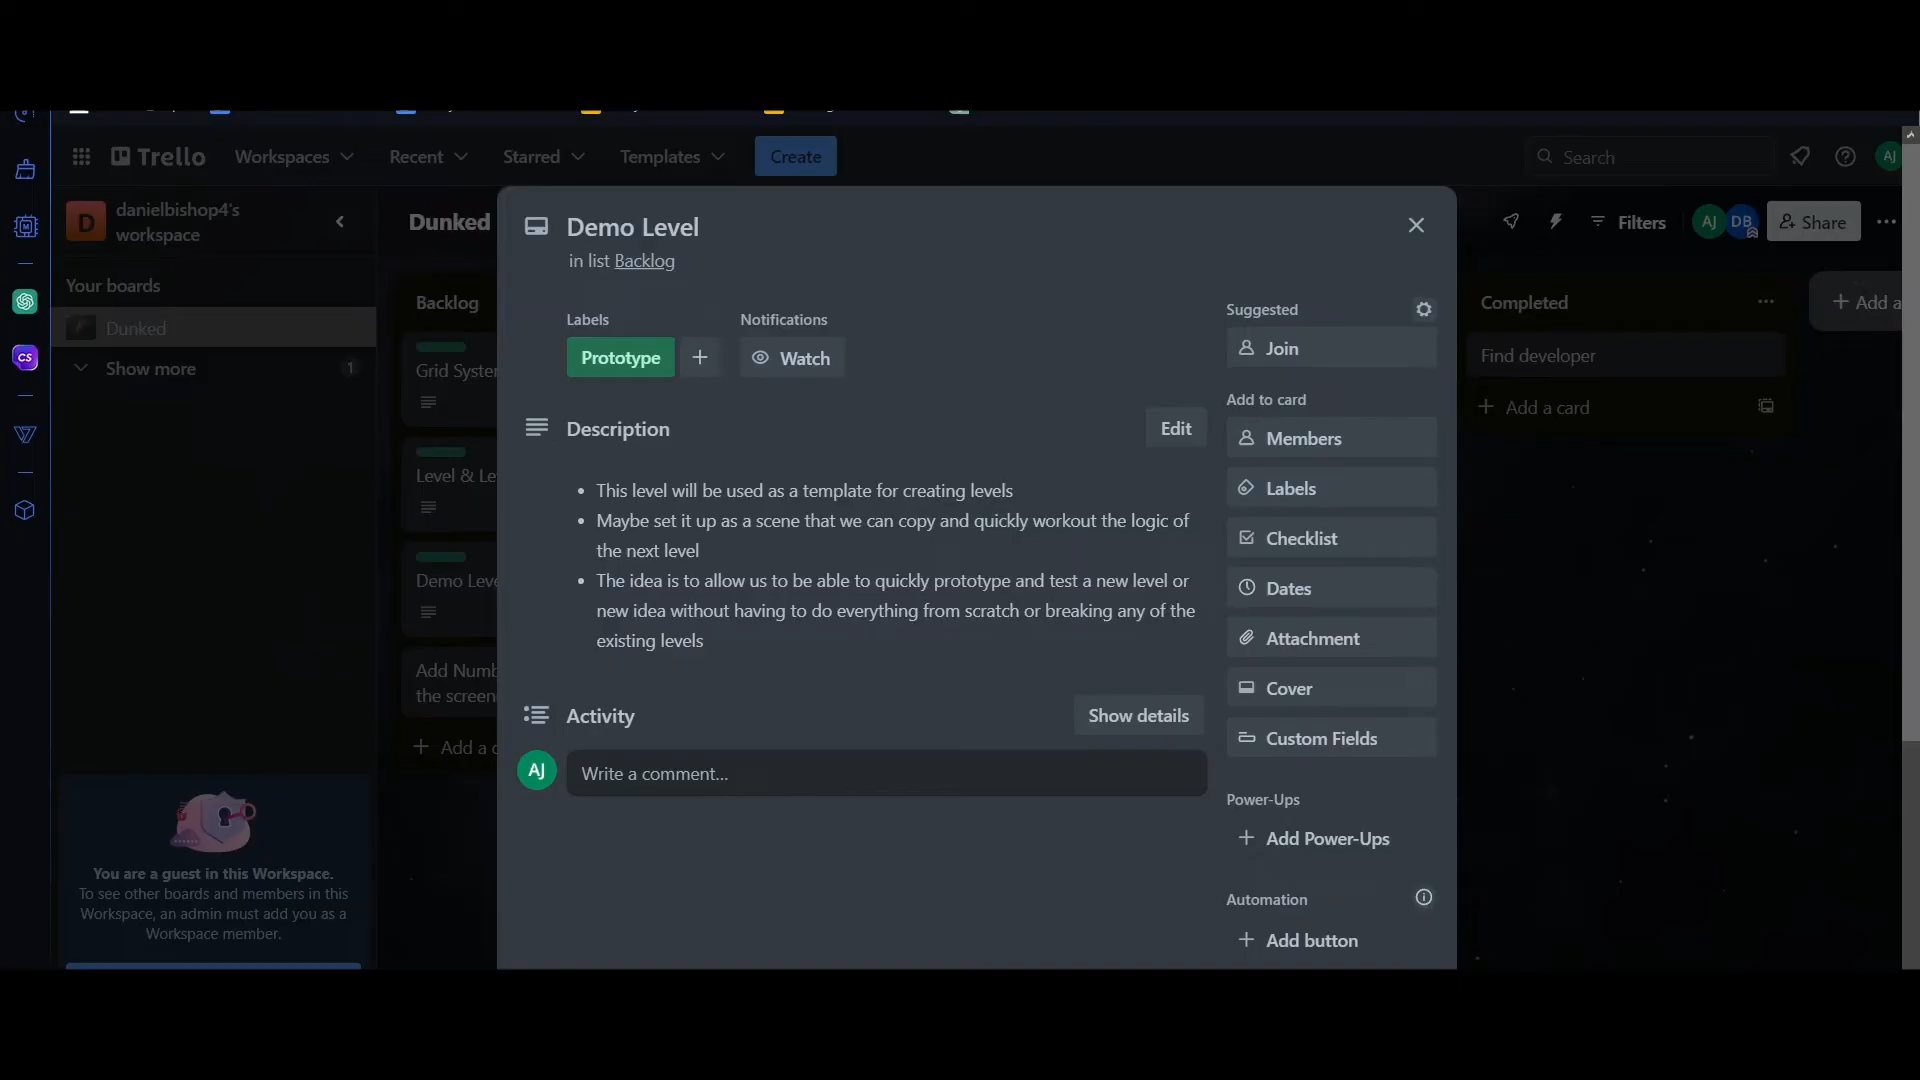 Trello
Workspaces
Recent
Starred
Templates
Create
Search
AJ
D
danielbishop4's
workspace
Your boards
Dunked
Show more
1
You are a guest in this Workspace.
To see other boards and members in this
Workspace, an admin must add you as a
Workspace member.
Dunked
Filters
AJ
DB
Share
Backlog
Grid
Level &
Demo
Add
the
Add a
Demo Level
in list Backlog
Labels
Prototype
Notifications
Watch
Description
Edit
This level will be used as a template for creating levels
Maybe set it up as a scene that we can copy and quickly workout the logic of
the next level
The idea is to allow us to be able to quickly prototype and test a new level or
new idea without having to do everything from scratch or breaking any of the
existing levels
Activity
Show details
AJ
Write a comment...
Suggested
Join
Add to card
Members
Labels
Checklist
Dates
Attachment
Cover
Custom Fields
Power-Ups
Add Power-Ups
Automation
Add button
Completed
Find developer
Add a card
Add a
CS